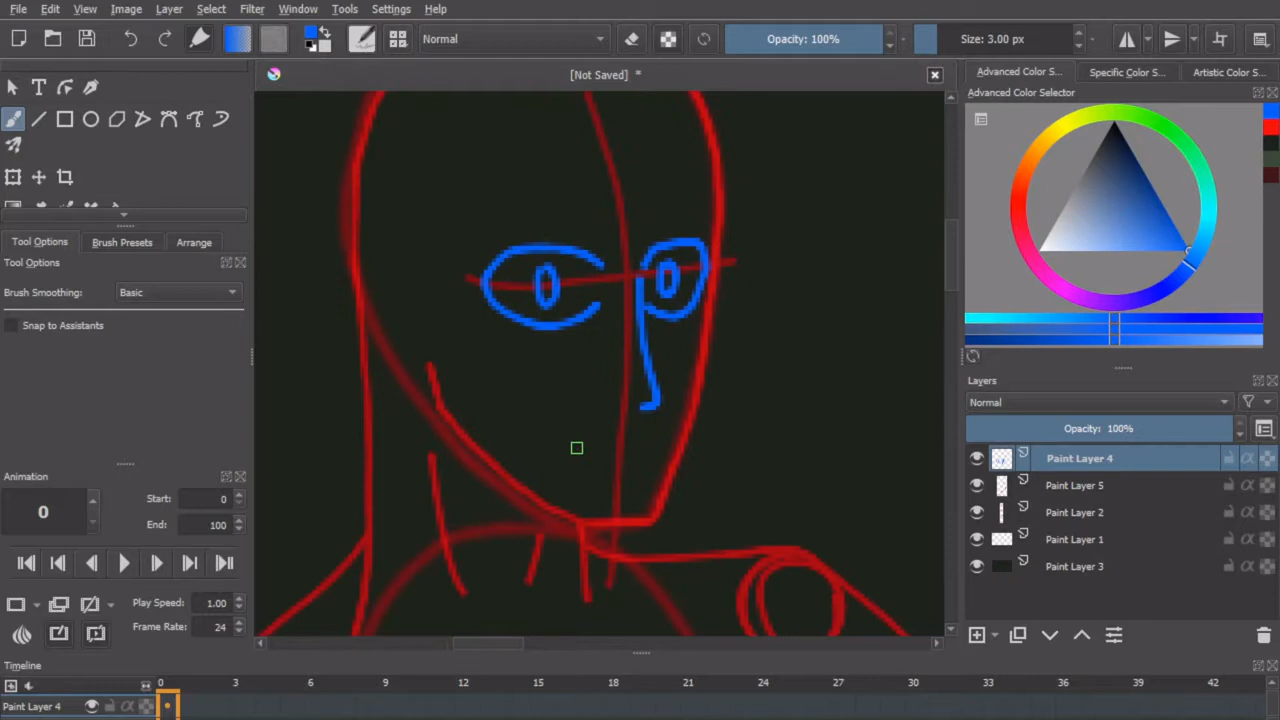 File Edit View Image Layer Select Filter Window Tools Settings Help
Normal Opacity: 100% Size: 3.00 px
[Not Saved] *
Advanced Color S... Specific Color S... Artistic Color S...
Advanced Color Selector
Tool Options Brush Presets Arrange
Tool Options
Brush Smoothing: Basic
Snap to Assistants
Layers
Normal
Opacity: 100%
Paint Layer 4
Paint Layer 5
Paint Layer 2
Paint Layer 1
Paint Layer 3
Animation
0 Start: 0
End: 100
Play Speed: 1.00
Frame Rate: 24
Timeline
0 3 6 9 12 15 18 21 24 27 30 33 36 39 42
Paint Layer 4